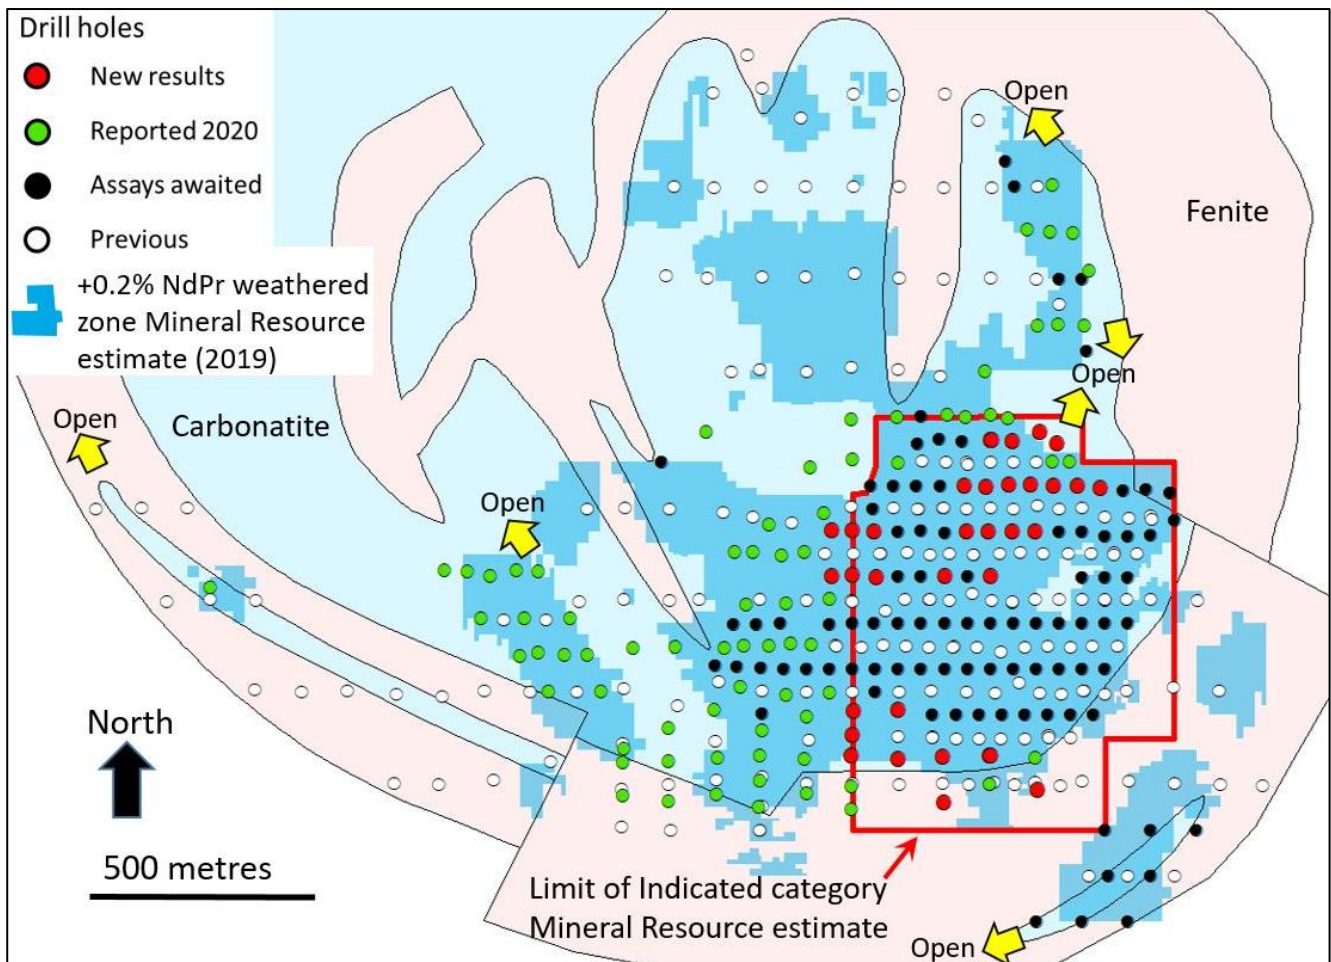 Drill holes
New results
Reported 2020
Assays awaited
Previous
+0.2% NdPr weathered
zone Mineral Resource
estimate (2019)
Open
Fenite
Open
Open
Carbonatite
Open
North
500 metres
Limit of Indicated category
Mineral Resource estimate
Open